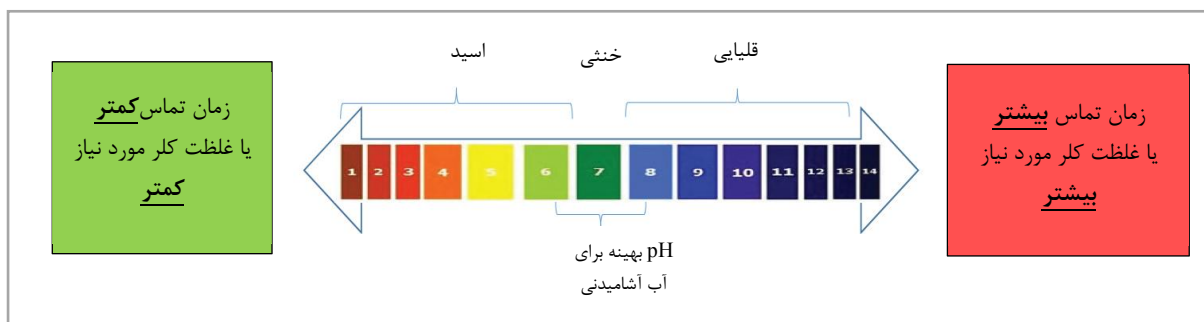 قلیایی
خنثی
اسید
زمان تماس بیشتر
یا غلظت کلر مورد نیاز
بیشتر
زمان تماس کمتر
یا غلظت کلر مورد نیاز
کمتر
1 2 3 4 5 6 7 8 9 10 11 12 13 14
pH بهینه برای
آب آشامیدنی